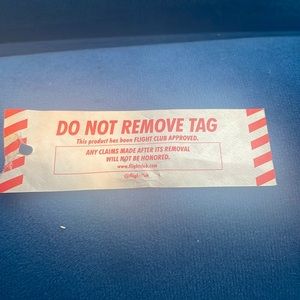 DO NOT REMOVE TAG
This product has been FLIGHT CLUB APPROVED.
ANY CLAIMS MADE AFTER ITS REMOVAL
WILL NOT BE HONORED.
www.flightclub.com